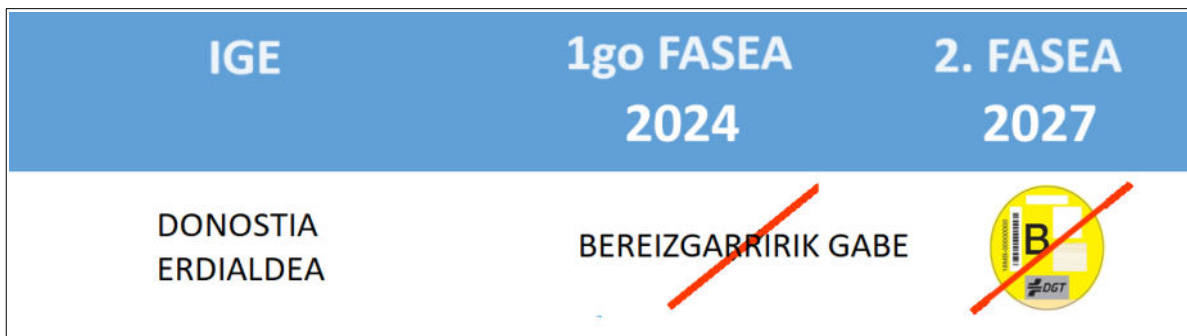 IGE
1go FASEA
2. FASEA
2024
2027
DONOSTIA
ERDIALDEA
BEREIZGARRIRIK GABE
B
DGT